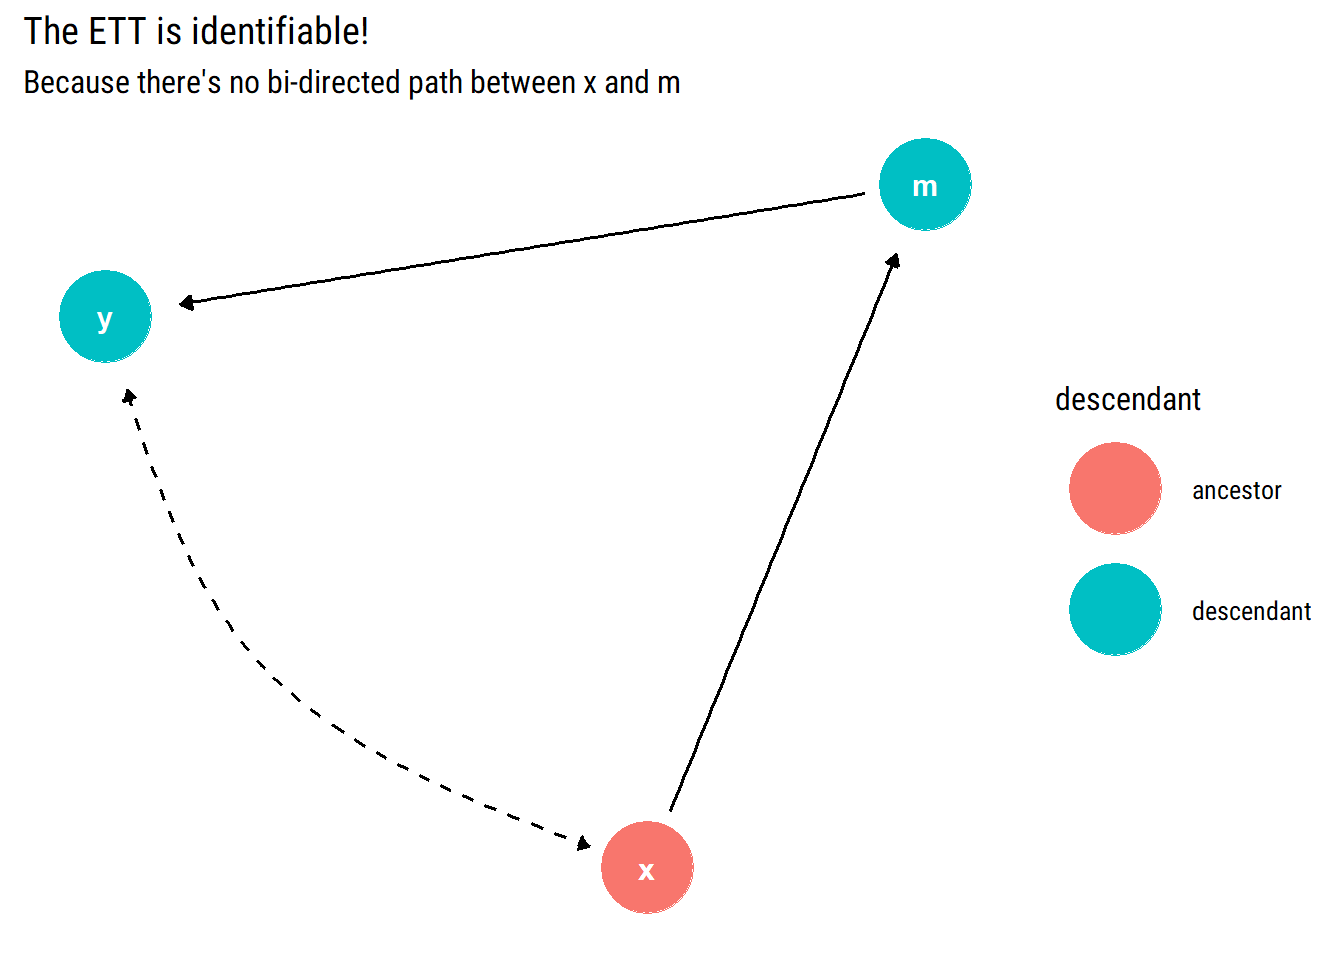 The ETT is identifiable!
Because there's no bi-directed path between x and m
m
y
descendant
ancestor
descendant
x